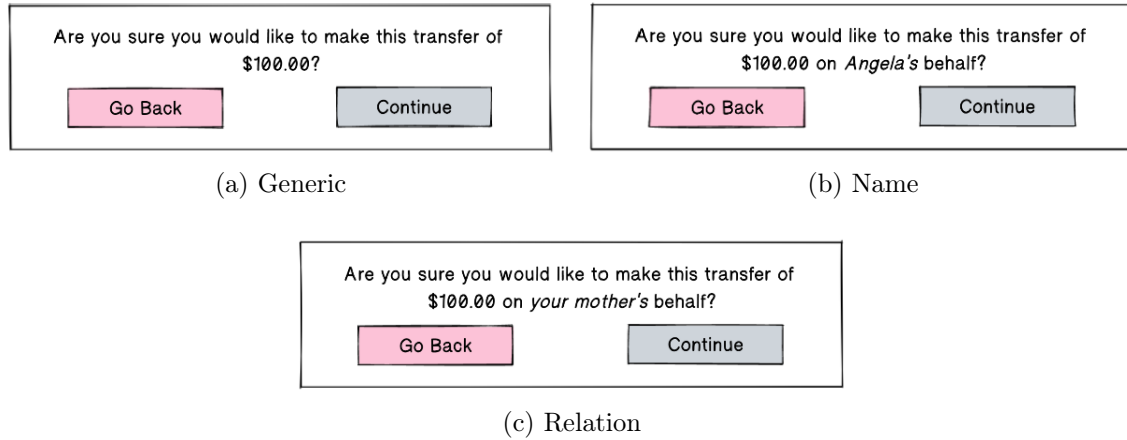 Are you sure you would like to make this transfer of
$100.00?
Go Back
Continue
(a) Generic
Are you sure you would like to make this transfer of
$100.00 on Angela's behalf?
Go Back
Continue
(b) Name
Are you sure you would like to make this transfer of
$100.00 on your mother's behalf?
Go Back
Continue
(c) Relation